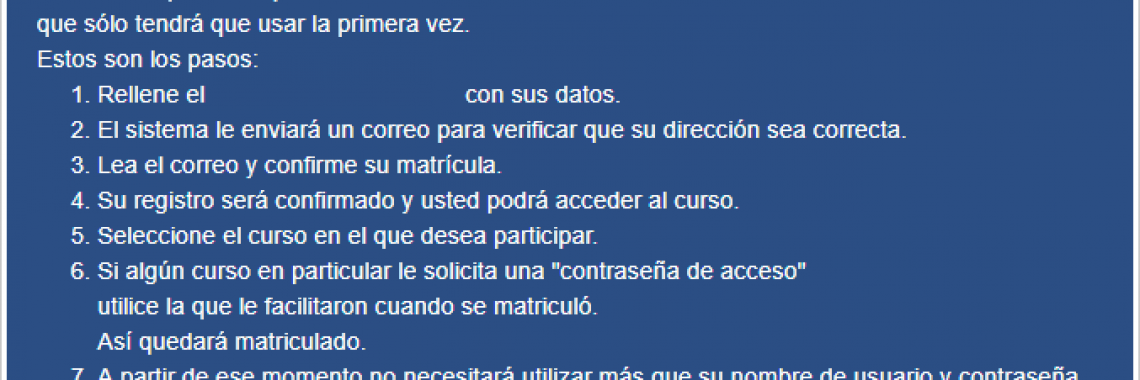 que sólo tendrá que usar la primera vez.
Estos son los pasos:
1. Rellene el con sus datos.
2. El sistema le enviará un correo para verificar que su dirección sea correcta.
3. Lea el correo y confirme su matrícula.
4. Su registro será confirmado y usted podrá acceder al curso.
5. Seleccione el curso en el que desea participar.
6. Si algún curso en particular le solicita una "contraseña de acceso"
utilice la que le facilitaron cuando se matriculó.
Así quedará matriculado.
7. A partir de ese momento no necesitará utilizar más que su nombre de usuario y contraseña